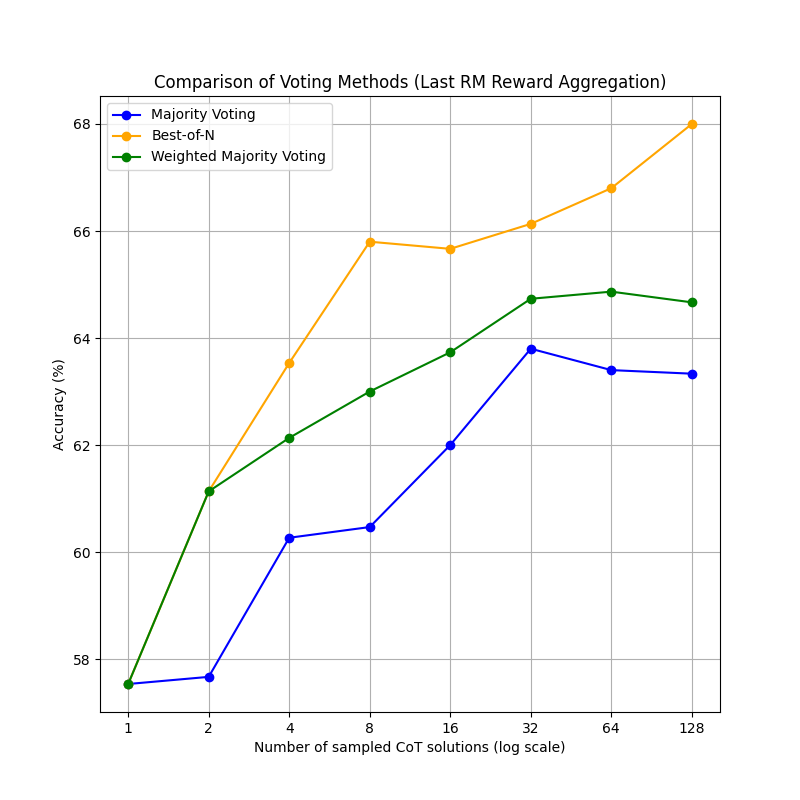 Comparison of Voting Methods (Last RM Reward Aggregation)
Majority Voting
Best-of-N
Weighted Majority Voting
68
66
64
62
60
58
Accuracy (%)
1 2 4 8 16 32 64 128
Number of sampled CoT solutions (log scale)